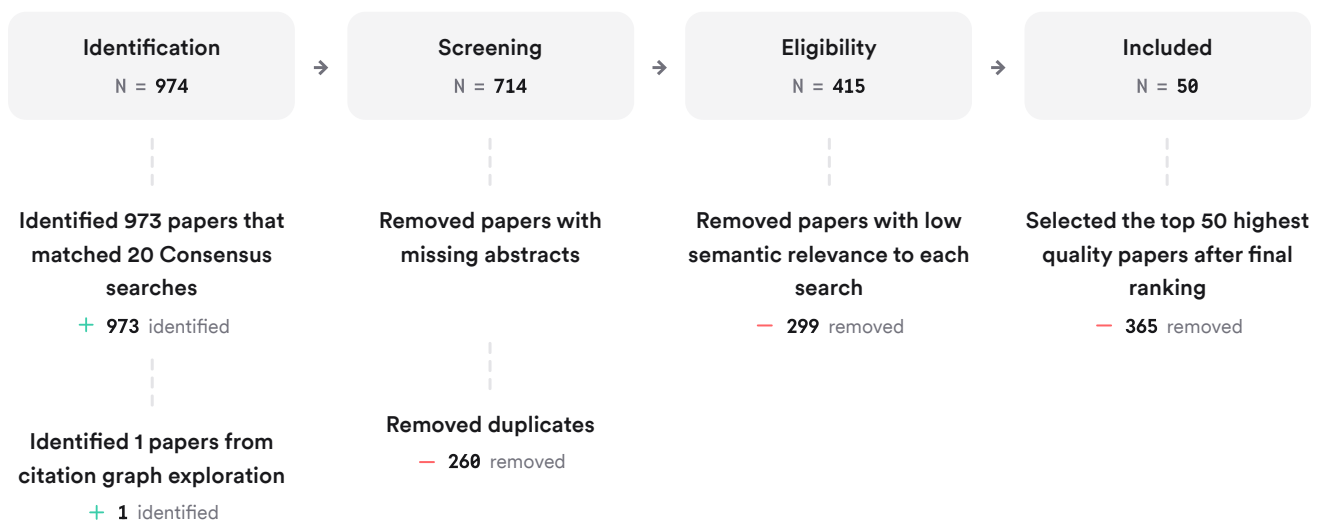 Identification
N = 974
Identified 973 papers that
matched 20 Consensus
searches
+ 973 identified
Identified 1 papers from
citation graph exploration
+ 1 identified
Screening
N = 714
Removed papers with
missing abstracts
Removed duplicates
− 260 removed
Eligibility
N = 415
Removed papers with low
semantic relevance to each
search
− 299 removed
Included
N = 50
Selected the top 50 highest
quality papers after final
ranking
− 365 removed